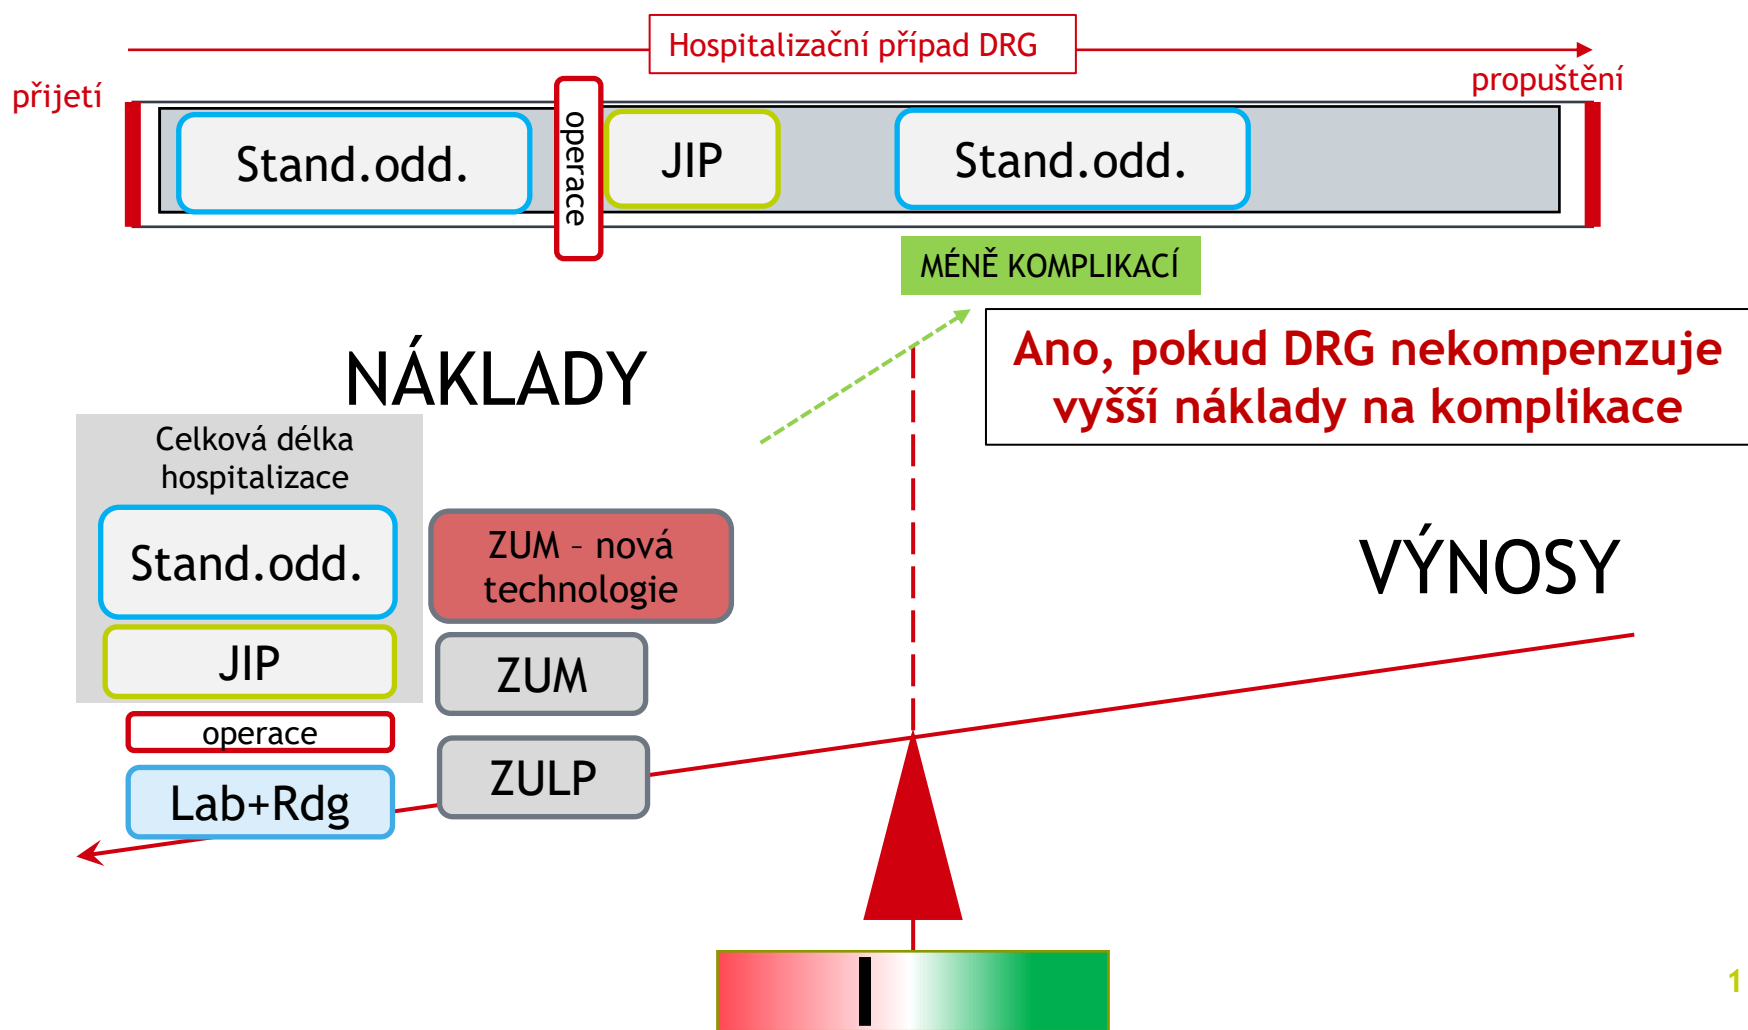 Hospitalizační případ DRG
přijetí
propuštění
Stand.odd.
operace
JIP
Stand.odd.
MÉNĚ KOMPLIKACÍ
Ano, pokud DRG nekompenzuje
vyšší náklady na komplikace
NÁKLADY
Celková délka
hospitalizace
Stand.odd.
JIP
operace
Lab+Rdg
ZUM – nová
technologie
ZUM
ZULP
VÝNOSY
1